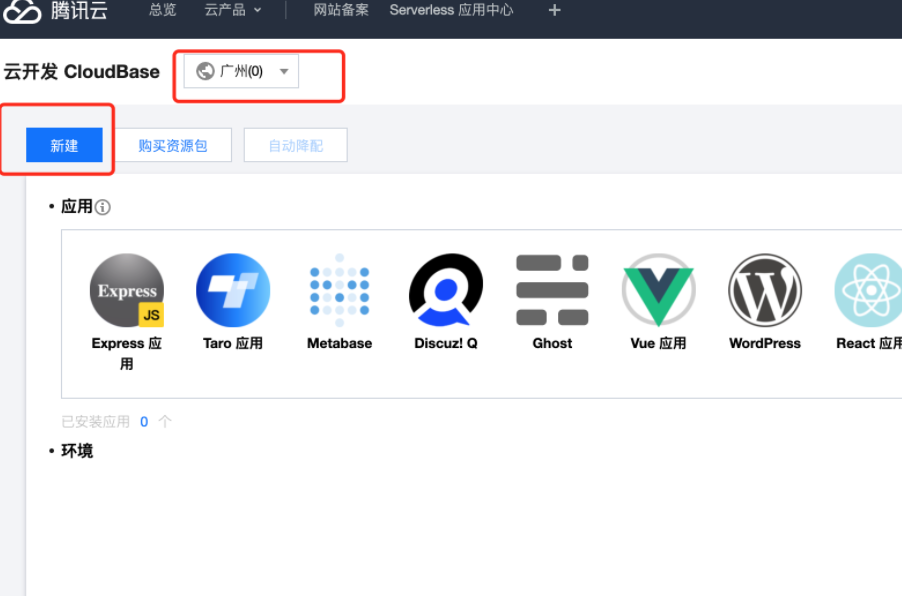 腾讯云 总览 云产品 网站备案 Serverless 应用中心 +
云开发 CloudBase 广州(0)
新建 购买资源包 自动降配
• 应用
Express JS
Express 应用 Taro 应用 Metabase Discuz! Q Ghost Vue 应用 WordPress React 应用
已安装应用 0 个
• 环境